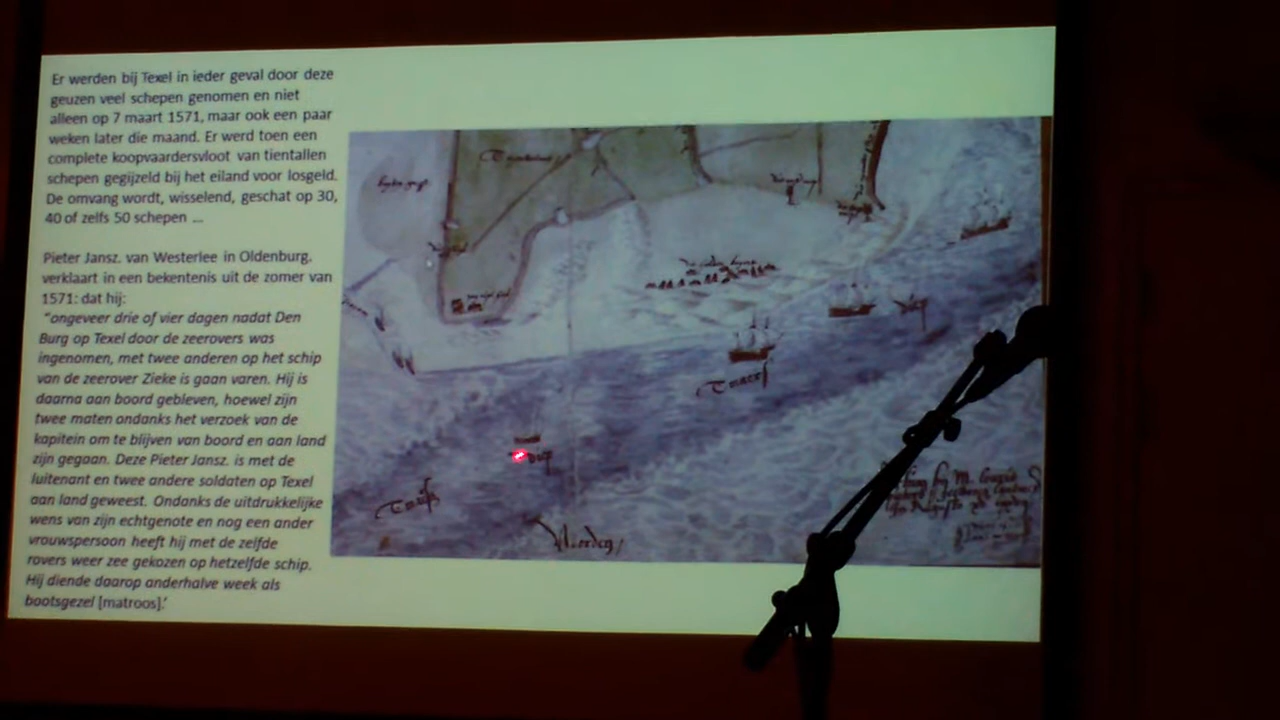 Er werden bij Texel in ieder geval door deze
geuzen veel schepen genomen en niet
alleen op 7 maart 1571, maar ook een paar
weken later die maand. Er werd toen een
complete koopvaardersvloot van tientallen
schepen gegijzeld bij het eiland voor losgeld.
De omvang wordt, wisselend, geschat op 30,
40 of zelfs 50 schepen ...
Pieter Jansz. van Westerlee in Oldenburg,
verklaart in een bekentenis uit de zomer van
1571: dat hij:
"ongeveer drie of vier dagen nadat Den
Burg op Texel door de zeerovers was
ingenomen, met twee anderen op het schip
van de zeerover Zieke is gaan varen. Hij is
daarna aan boord gebleven, hoewel zijn
twee maten ondanks het verzoek van de
kapitein om te blijven van boord en aan land
zijn gegaan. Deze Pieter Jansz. is met de
luitenant en twee andere soldaten op Texel
aan land geweest. Ondanks de uitdrukkelijke
wens van zijn echtgenote en nog een ander
vrouwspersoon heeft hij met de zelfde
rovers weer zee gekozen op hetzelfde schip.
Hij diende daarop anderhalve week als
bootsgezel [matroos].'